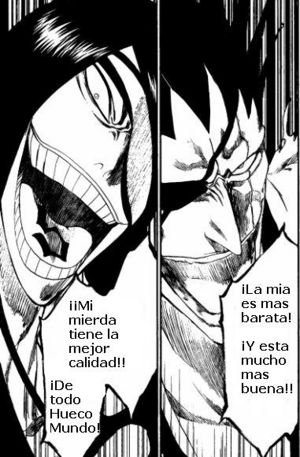 ¡¡Mi
mierda
tiene la
mejor
calidad!!
¡De
todo
Hueco
Mundo!
¡La mia
es mas
barata!
¡Y esta
mucho
mas
buena!!